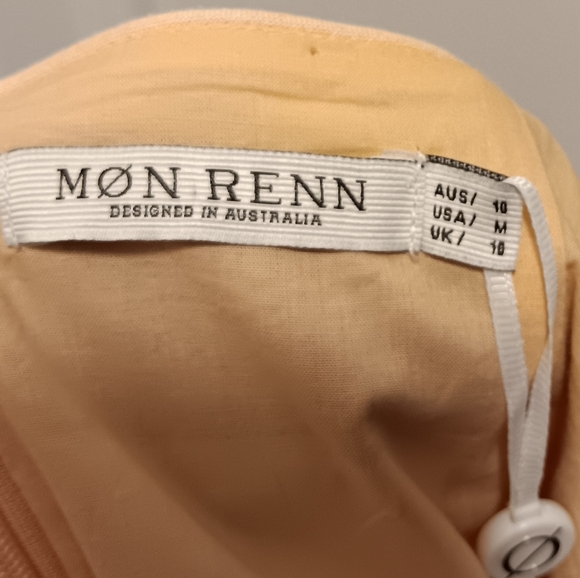 MØN RENN
DESIGNED IN AUSTRALIA
AUS/ 10
USA/ M
UK/ 10
Ø